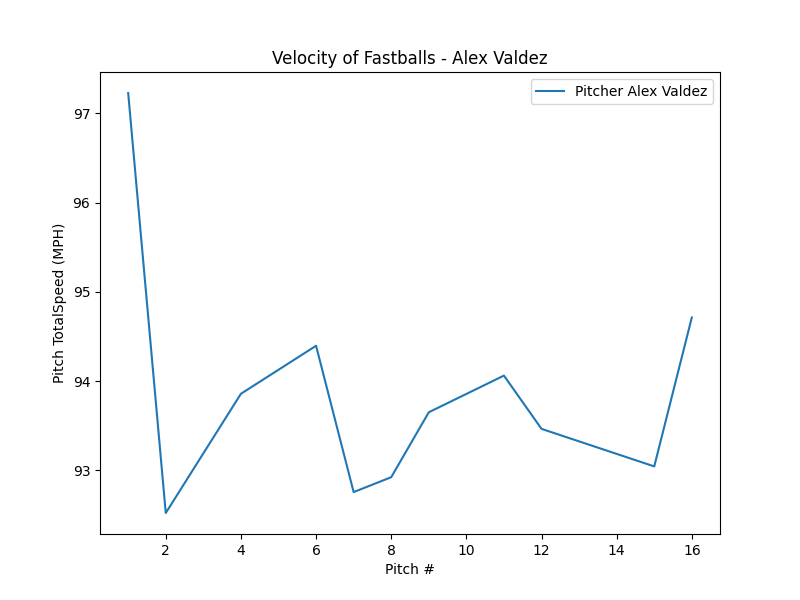 Velocity of Fastballs - Alex Valdez
Pitcher Alex Valdez
97
96
95
94
93
Pitch TotalSpeed (MPH)
2 4 6 8 10 12 14 16
Pitch #